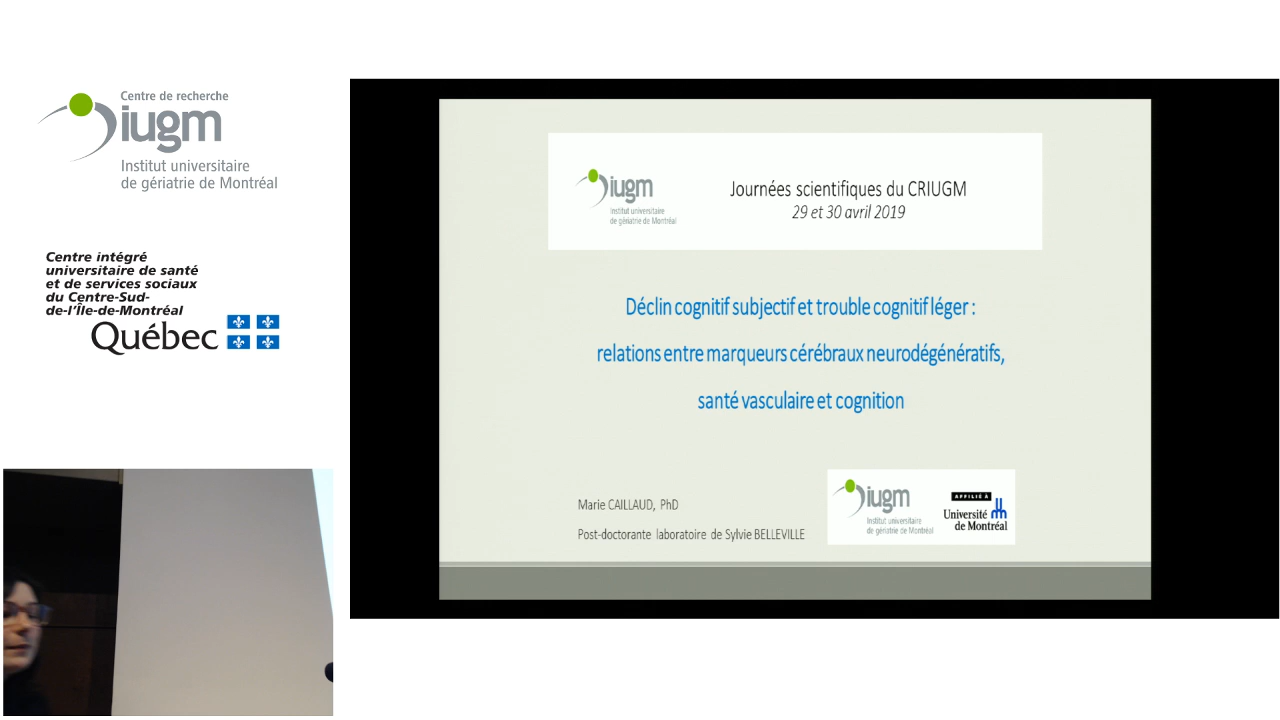 Centre de recherche
iugm
Institut universitaire
de gériatrie de Montréal
Centre intégré
universitaire de santé
et de services sociaux
du Centre-Sud-
de-l'Île-de-Montréal
Québec
iugm
Institut universitaire
de gériatrie de Montréal
Journées scientifiques du CRIUGM
29 et 30 avril 2019
Déclin cognitif subjectif et trouble cognitif léger :
relations entre marqueurs cérébraux neurodégénératifs,
santé vasculaire et cognition
Marie CAILLAUD, PhD
Post-doctorante laboratoire de Sylvie BELLEVILLE
iugm
Institut universitaire
de gériatrie de Montréal
AFFILIÉ À
Université
de Montréal